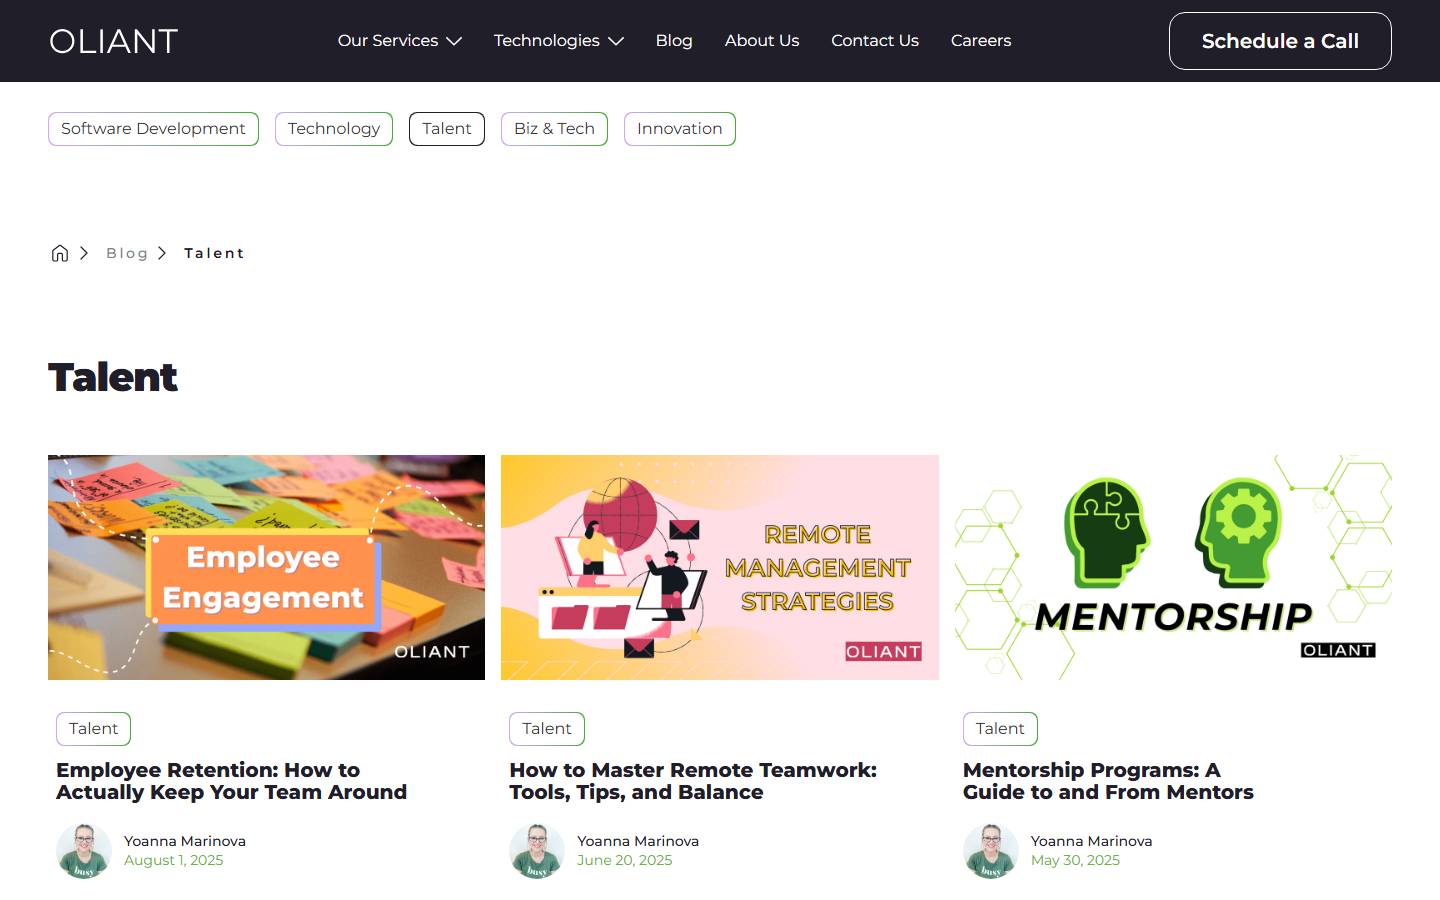 OLIANT
Our Services
Technologies
Blog
About Us
Contact Us
Careers
Schedule a Call
Software Development
Technology
Talent
Biz & Tech
Innovation
Blog
Talent
Talent
Employee
Engagement
OLIANT
REMOTE
MANAGEMENT
STRATEGIES
OLIANT
MENTORSHIP
OLIANT
Talent
Employee Retention: How to
Actually Keep Your Team Around
busy
Yoanna Marinova
August 1, 2025
Talent
How to Master Remote Teamwork:
Tools, Tips, and Balance
busy
Yoanna Marinova
June 20, 2025
Talent
Mentorship Programs: A
Guide to and From Mentors
busy
Yoanna Marinova
May 30, 2025